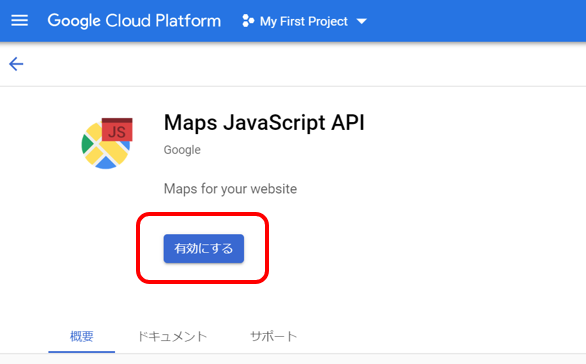 Google Cloud Platform My First Project
JS
Maps JavaScript API
Google
Maps for your website
有効にする
概要 ドキュメント サポート